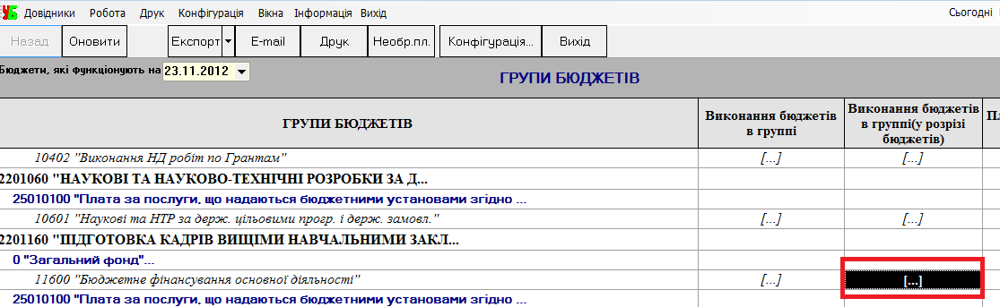 УБ Довідники Робота Друк Конфігурація Вікна Інформація Вихід Сьогодні
Назад Оновити Експорт E-mail Друк Необр.пл. Конфігурація... Вихід
Бюджети, які функціонують на 23.11.2012
ГРУПИ БЮДЖЕТІВ
ГРУПИ БЮДЖЕТІВ
Виконання бюджетів
в группі
Виконання бюджетів
в группі(у розрізі
бюджетів)
10402 "Виконання НД робіт по Грантам" [...] [...]
2201060 "НАУКОВІ ТА НАУКОВО-ТЕХНІЧНІ РОЗРОБКИ ЗА Д...
25010100 "Плата за послуги, що надаються бюджетними установами згідно ...
10601 "Наукові та НТР за держ. цільовими прогр. і держ. замовл." [...] [...]
2201160 "ПІДГОТОВКА КАДРІВ ВИЩІМИ НАВЧАЛЬНИМИ ЗАКЛ...
0 "Загальний фонд"...
11600 "Бюджетне фінансування основної діяльності" [...] [...]
25010100 "Плата за послуги, що надаються бюджетними установами згідно ...